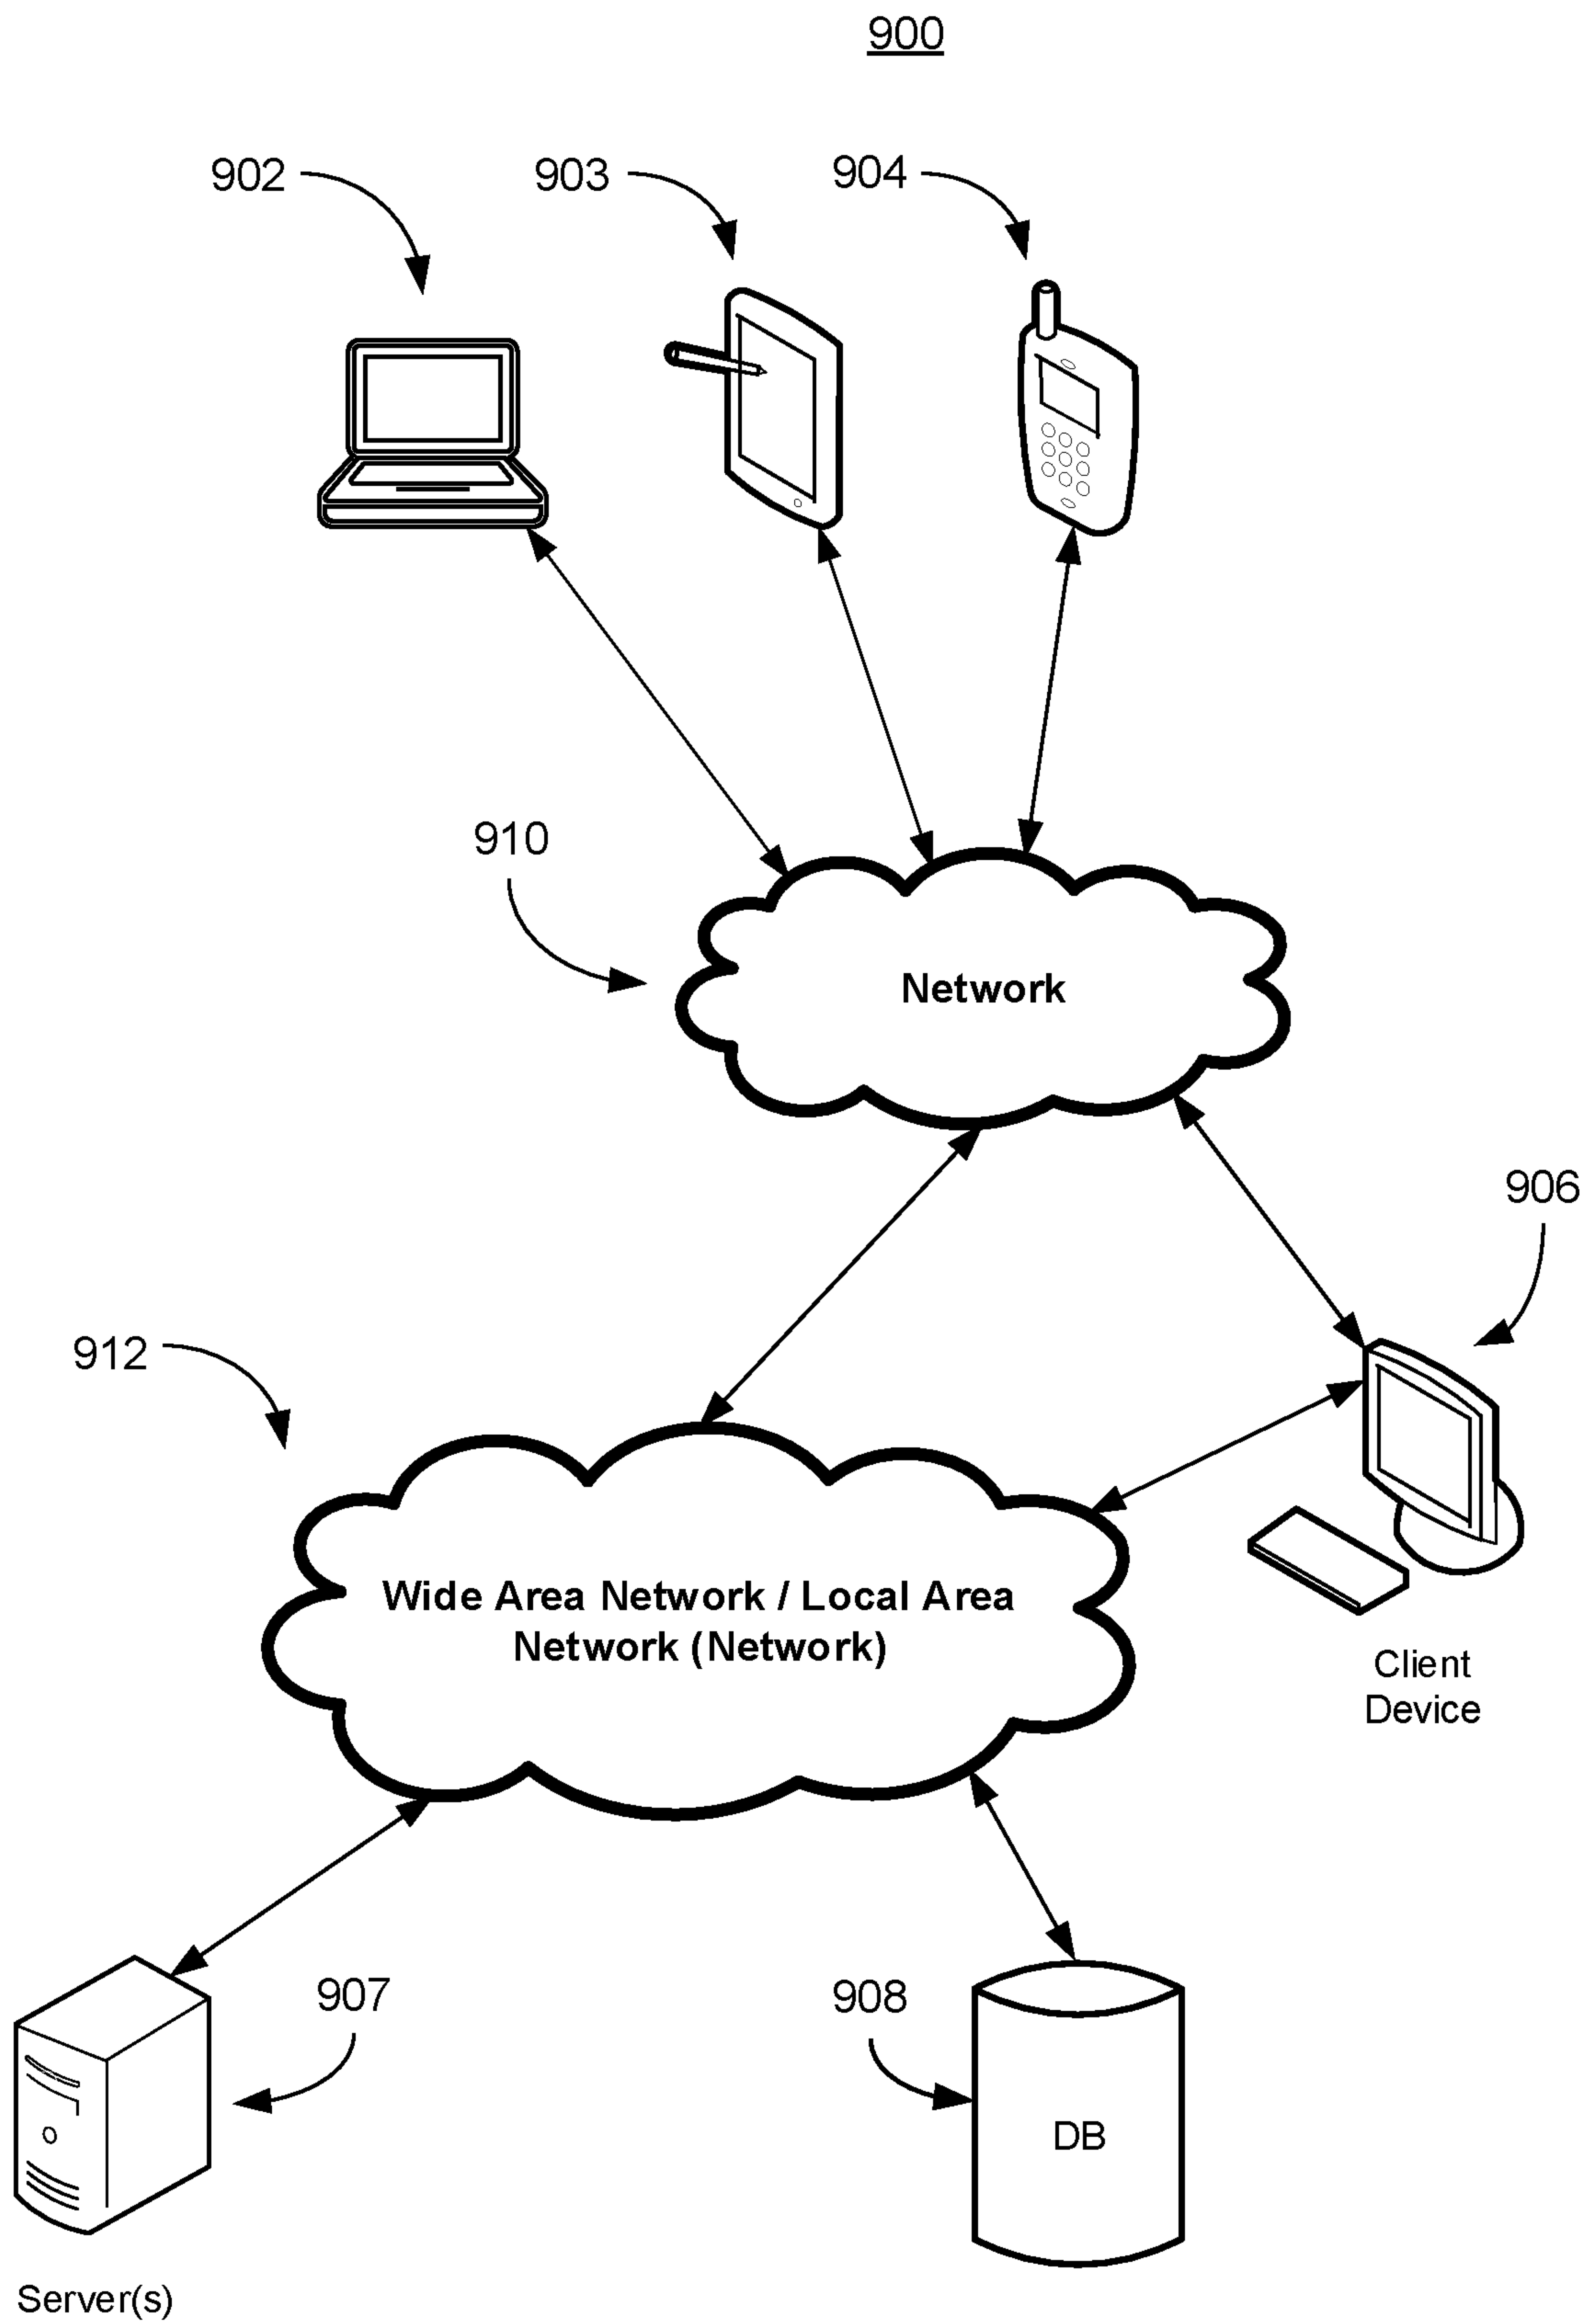 900
902
903
904
910
Network
906
912
Wide Area Network / Local Area
Network (Network)
Client
Device
907
908
DB
Server(s)